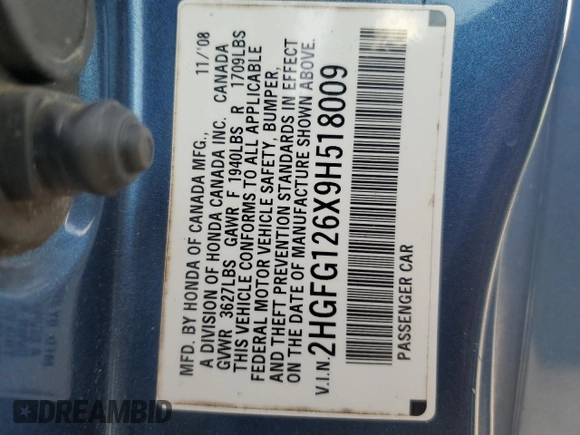 MFD. BY HONDA OF CANADA MFG., 11/'08
A DIVISION OF HONDA CANADA INC. CANADA
GVWR 3627LBS GAWR F 1940LBS R 1709LBS
THIS VEHICLE CONFORMS TO ALL APPLICABLE
FEDERAL MOTOR VEHICLE SAFETY, BUMPER,
AND THEFT PREVENTION STANDARDS IN EFFECT
ON THE DATE OF MANUFACTURE SHOWN ABOVE.
V.I.N. 2HGFG126X9H518009
PASSENGER CAR
DREAMBID